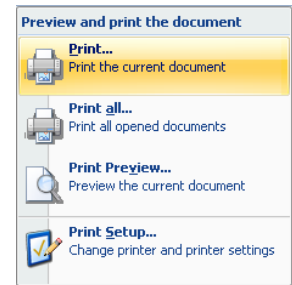 Preview and print the document
Print...
Print the current document
Print all...
Print all opened documents
Print Preview...
Preview the current document
Print Setup...
Change printer and printer settings